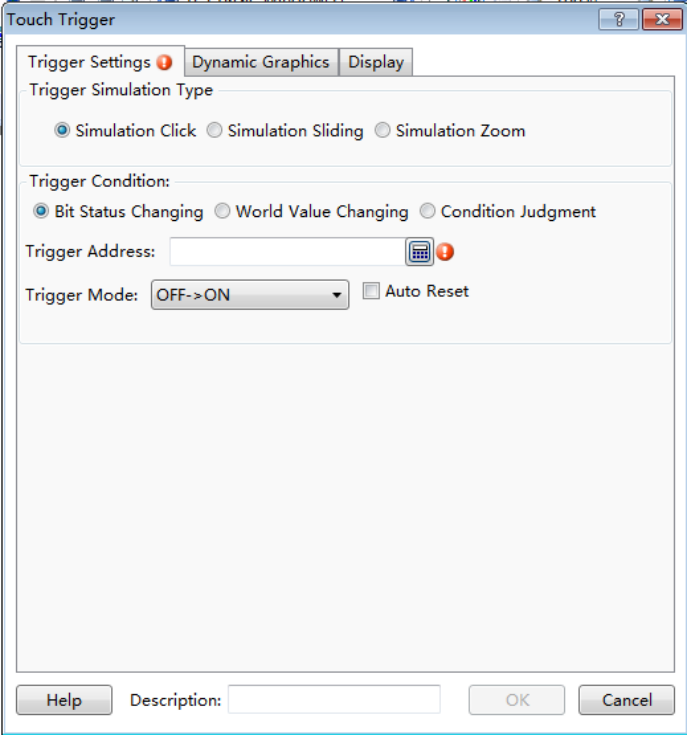 Touch Trigger
Trigger Settings Dynamic Graphics Display
Trigger Simulation Type
Simulation Click Simulation Sliding Simulation Zoom
Trigger Condition:
Bit Status Changing World Value Changing Condition Judgment
Trigger Address:
Trigger Mode: OFF->ON Auto Reset
Help Description: OK Cancel